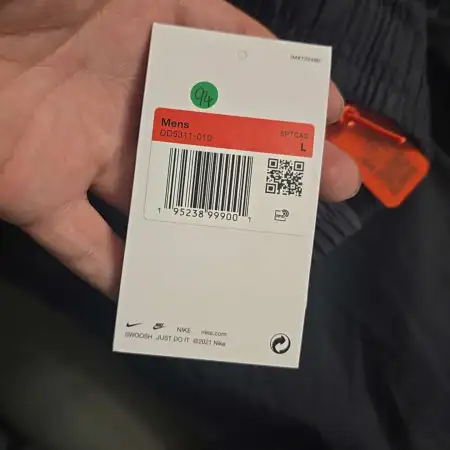 94
Mens
DD5311-010
SPTCAS
L
1 95238 99900 1
NIKE nike.com
SWOOSH JUST DO IT ©2021 Nike